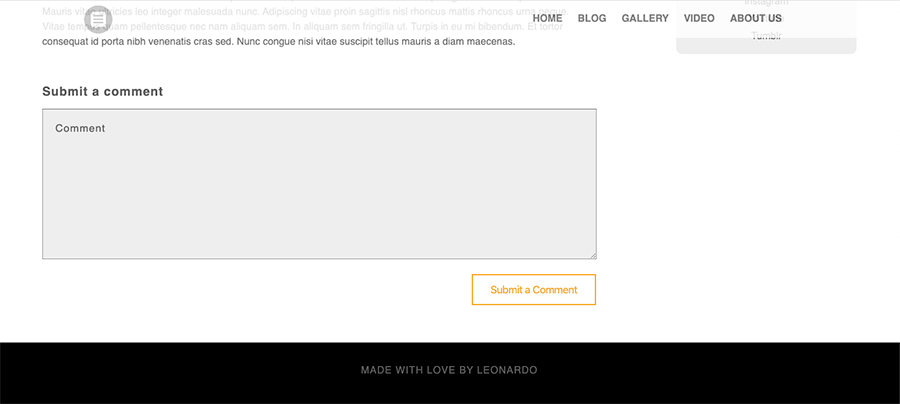 HOME BLOG GALLERY VIDEO ABOUT US
Instagram
Tumblr
Mauris leo integer malesuada nunc. Adipiscing vitae proin sagittis nisl rhoncus mattis rhoncus urna neque.
Vitae quam pellentesque nec nam aliquam sem. In aliquam sem fringilla ut. Turpis in eu mi bibendum. Et tortor
consequat id porta nibh venenatis cras sed. Nunc congue nisi vitae suscipit tellus mauris a diam maecenas.
Submit a comment
Comment
Submit a Comment
MADE WITH LOVE BY LEONARDO